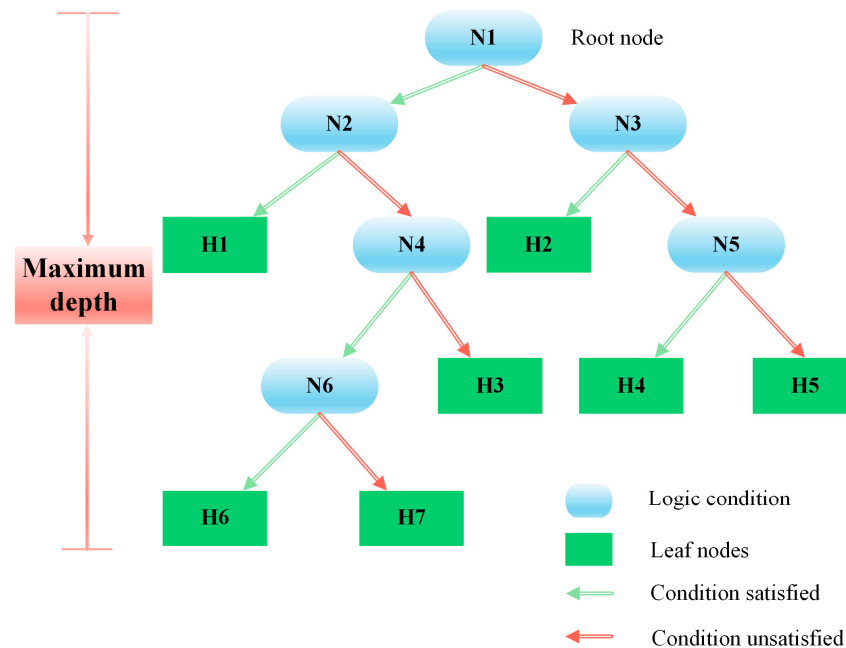 N1
Root node
N2
N3
H1
N4
H2
N5
Maximum
depth
N6
H3
H4
H5
H6
H7
Logic condition
Leaf nodes
Condition satisfied
Condition unsatisfied